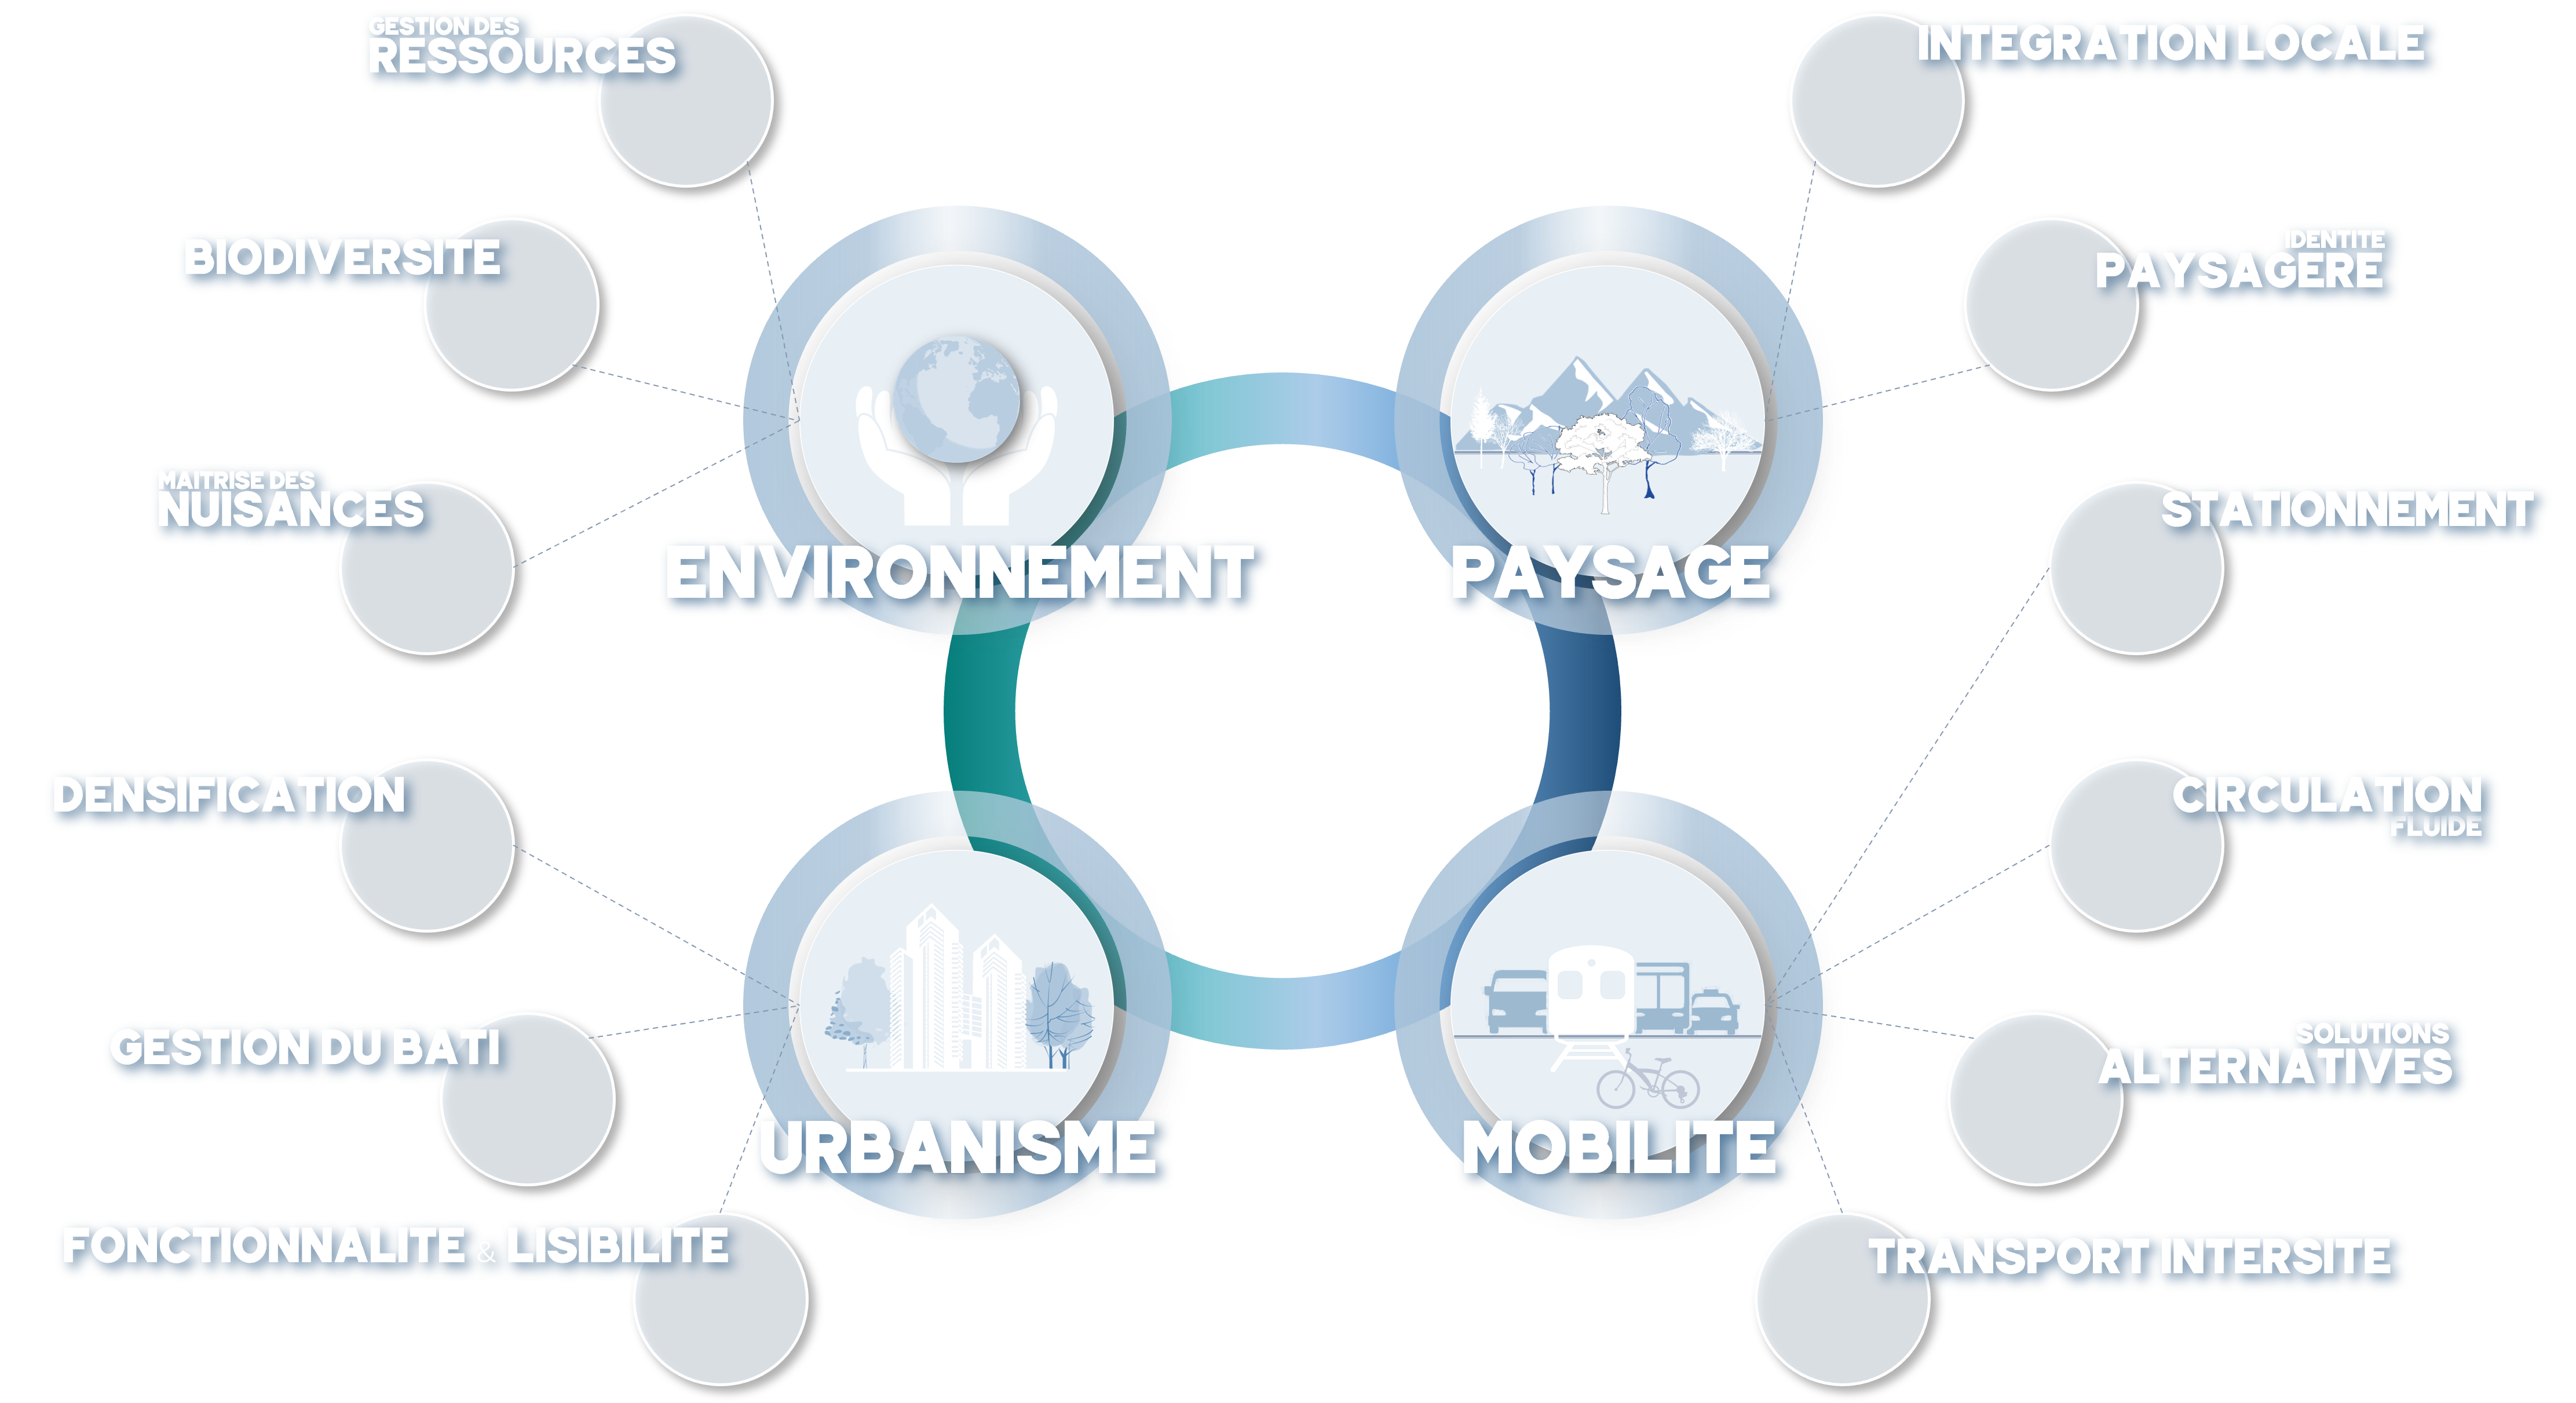 GESTION DES
RESSOURCES
BIODIVERSITE
MAITRISE DES
NUISANCES
ENVIRONNEMENT
INTEGRATION LOCALE
IDENTITE
PAYSAGERE
PAYSAGE
DENSIFICATION
GESTION DU BATI
FONCTIONNALITE & LISIBILITE
URBANISME
STATIONNEMENT
CIRCULATION
FLUIDE
SOLUTIONS
ALTERNATIVES
TRANSPORT INTERSITE
MOBILITE